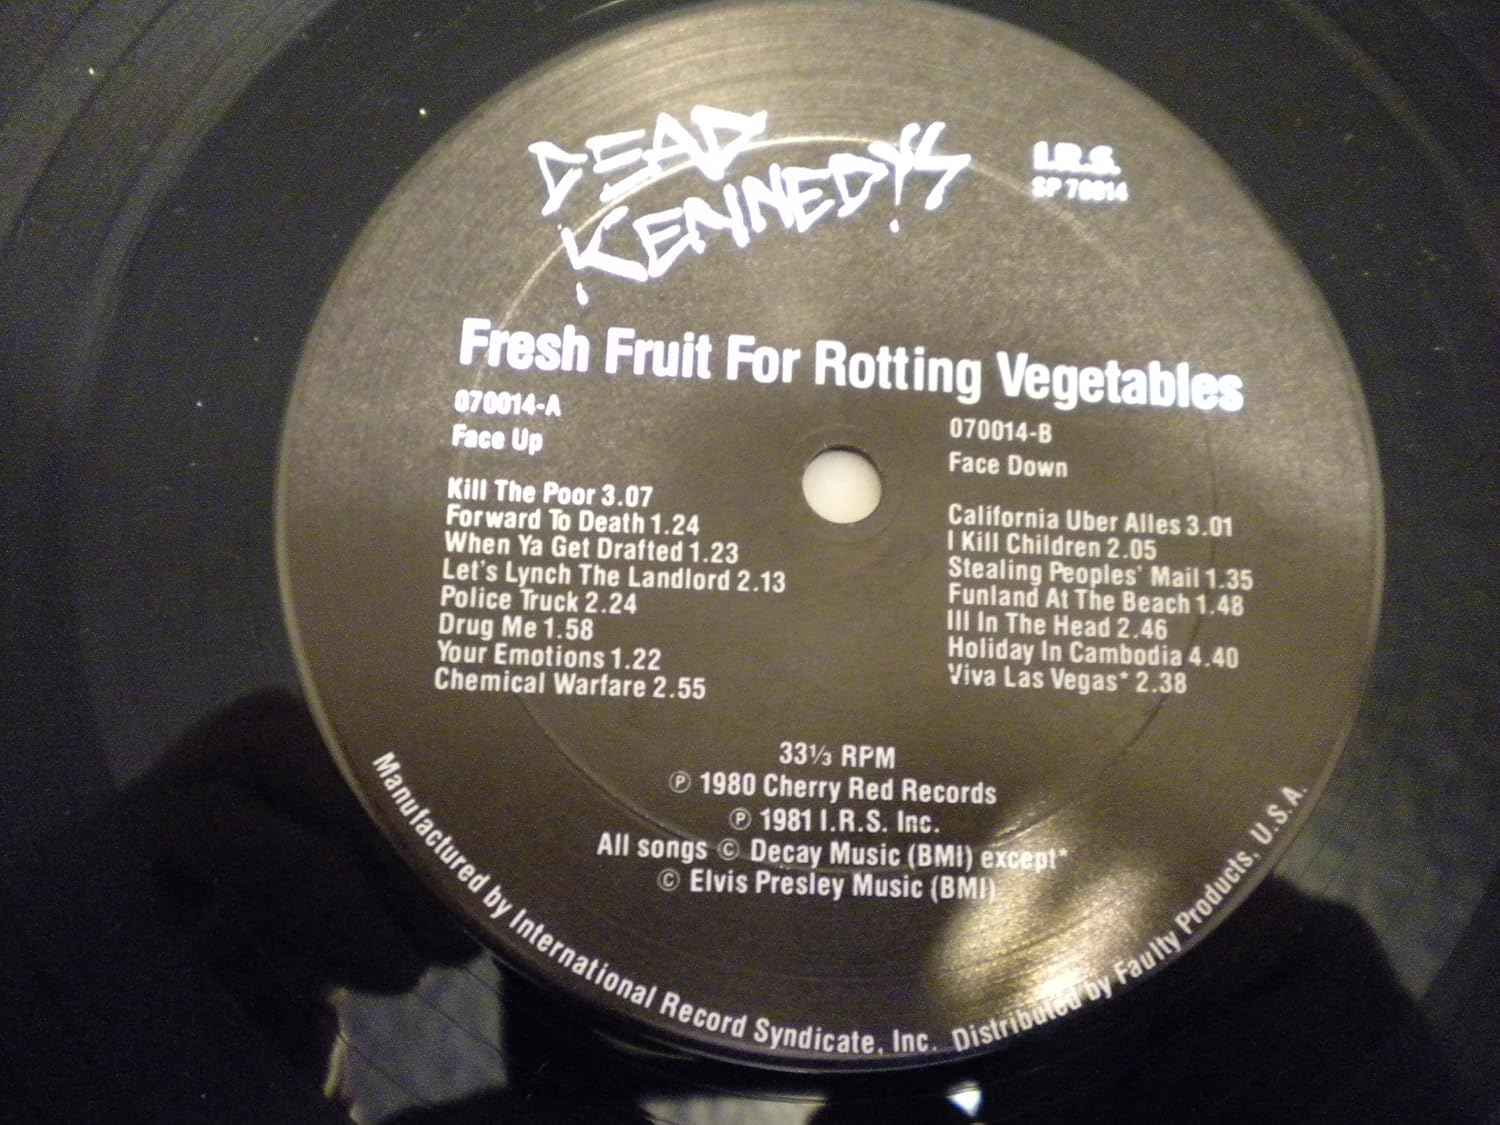 DEAD
KENNEDYS
I.R.S.
SP 70014
Fresh Fruit For Rotting Vegetables
070014-A
Face Up
Kill The Poor 3.07
Forward To Death 1.24
When Ya Get Drafted 1.23
Let's Lynch The Landlord 2.13
Police Truck 2.24
Drug Me 1.58
Your Emotions 1.22
Chemical Warfare 2.55
070014-B
Face Down
California Uber Alles 3.01
I Kill Children 2.05
Stealing Peoples' Mail 1.35
Funland At The Beach 1.48
Ill In The Head 2.46
Holiday In Cambodia 4.40
Viva Las Vegas* 2.38
33⅓ RPM
℗ 1980 Cherry Red Records
℗ 1981 I.R.S. Inc.
All songs © Decay Music (BMI) except*
© Elvis Presley Music (BMI)
Manufactured by International Record Syndicate, Inc. Distributed by Faulty Products, U.S.A.